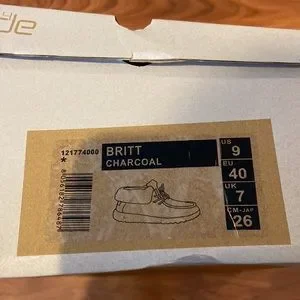 121774000
*
BRITT
CHARCOAL
US
9
EU
40
UK
7
CM-JAP
26